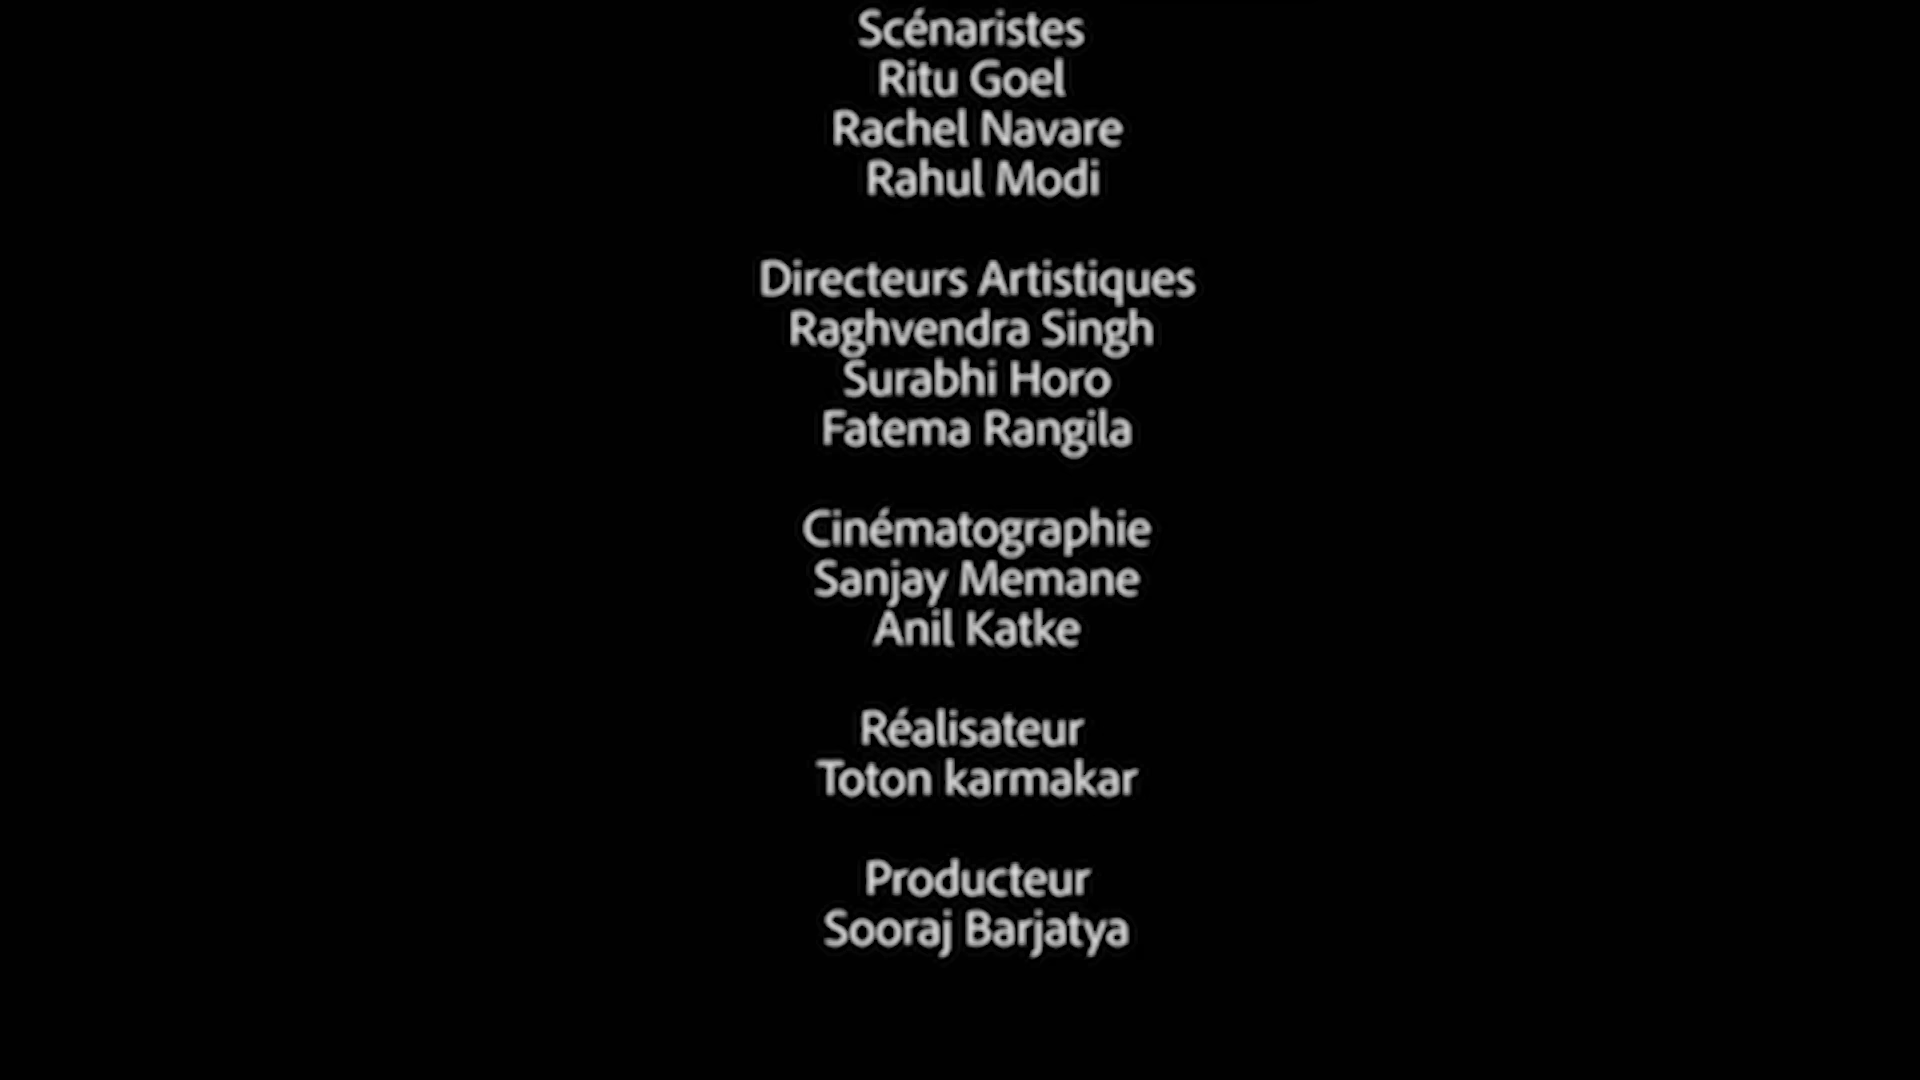 Scénaristes
Ritu Goel
Rachel Navare
Rahul Modi
Directeurs Artistiques
Raghvendra Singh
Surabhi Horo
Fatema Rangila
Cinématographie
Sanjay Memane
Anil Katke
Réalisateur
Toton karmakar
Producteur
Sooraj Barjatya